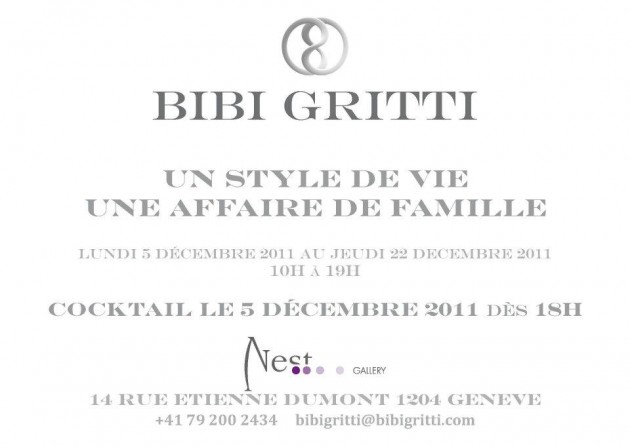 BIBI GRITTI
UN STYLE DE VIE
UNE AFFAIRE DE FAMILLE
LUNDI 5 DÉCEMBRE 2011 AU JEUDI 22 DECEMBRE 2011
10H À 19H
COCKTAIL LE 5 DÉCEMBRE 2011 DÈS 18H
Nest GALLERY
14 RUE ETIENNE DUMONT 1204 GENEVE
+41 79 200 2434 bibigritti@bibigritti.com